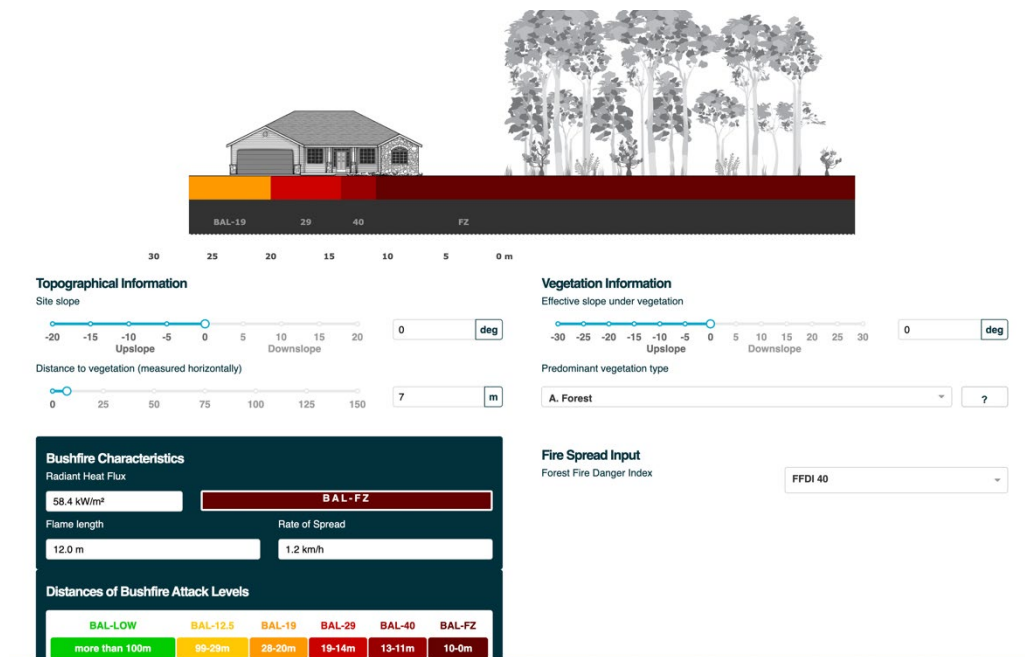 BAL-19 29 40 FZ
30 25 20 15 10 5 0 m
Topographical Information
Site slope
-20 -15 -10 -5 0 5 10 15 20
Upslope Downslope
0 deg
Distance to vegetation (measured horizontally)
0 25 50 75 100 125 150
7 m
Vegetation Information
Effective slope under vegetation
-30 -25 -20 -15 -10 -5 0 5 10 15 20 25 30
Upslope Downslope
0 deg
Predominant vegetation type
A. Forest ?
Bushfire Characteristics
Radiant Heat Flux
58.4 kW/m² BAL-FZ
Flame length Rate of Spread
12.0 m 1.2 km/h
Fire Spread Input
Forest Fire Danger Index FFDI 40
Distances of Bushfire Attack Levels
BAL-LOW BAL-12.5 BAL-19 BAL-29 BAL-40 BAL-FZ
more than 100m 99-29m 28-20m 19-14m 13-11m 10-0m